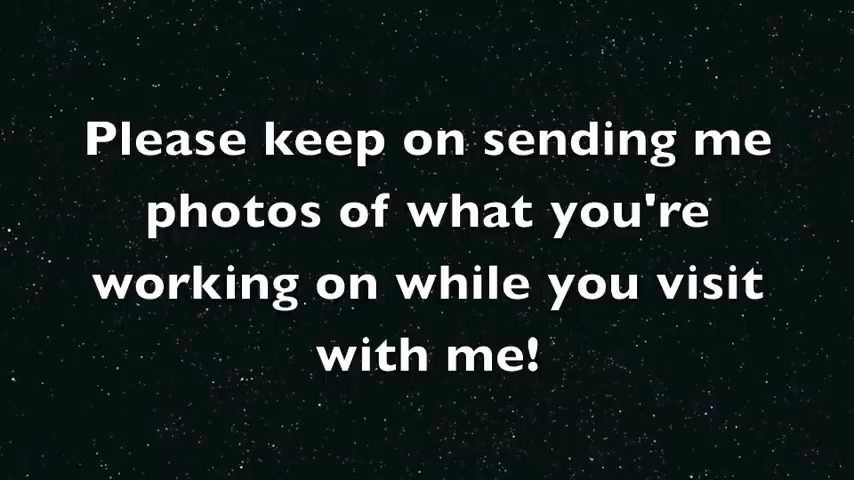 Please keep on sending me
photos of what you're
working on while you visit
with me!